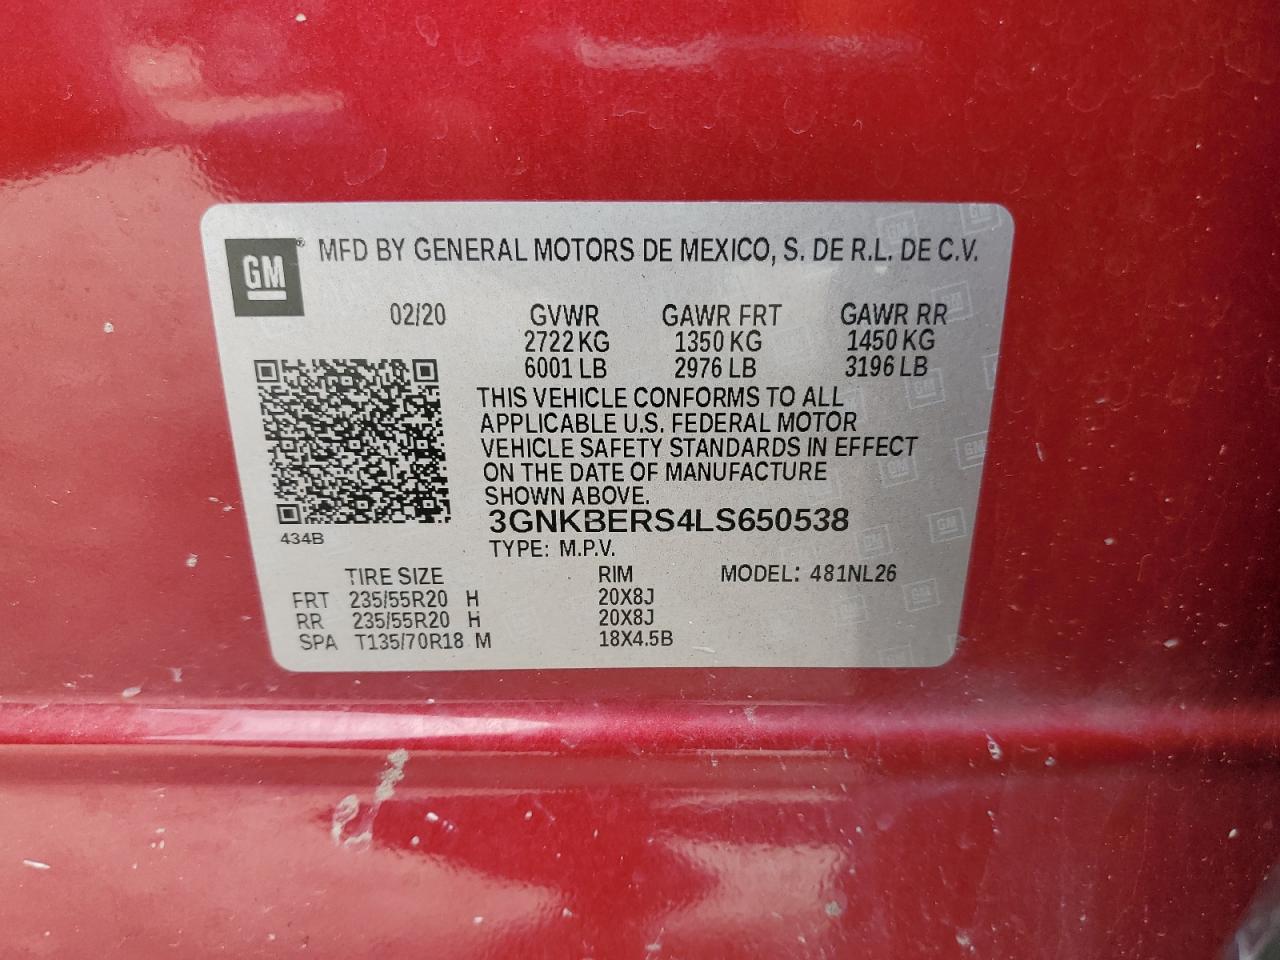 GM ® MFD BY GENERAL MOTORS DE MEXICO, S. DE R.L. DE C.V.
02/20 GVWR GAWR FRT GAWR RR
2722 KG 1350 KG 1450 KG
6001 LB 2976 LB 3196 LB
THIS VEHICLE CONFORMS TO ALL
APPLICABLE U.S. FEDERAL MOTOR
VEHICLE SAFETY STANDARDS IN EFFECT
ON THE DATE OF MANUFACTURE
SHOWN ABOVE.
3GNKBERS4LS650538
434B
TYPE: M.P.V.
TIRE SIZE RIM MODEL: 481NL26
FRT 235/55R20 H 20X8J
RR 235/55R20 H 20X8J
SPA T135/70R18 M 18X4.5B